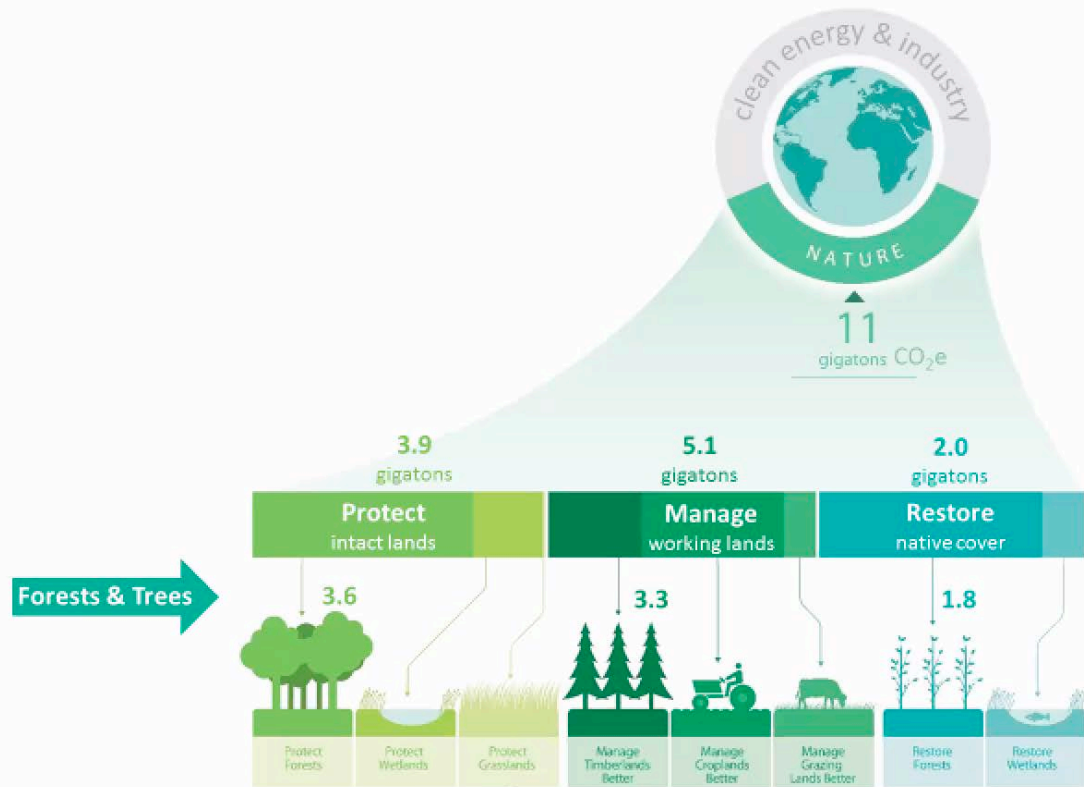 clean energy & industry
NATURE
11
gigatons CO₂e
3.9
gigatons
5.1
gigatons
2.0
gigatons
Protect
intact lands
Manage
working lands
Restore
native cover
Forests & Trees
3.6
3.3
1.8
Protect
Forests
Protect
Wetlands
Protect
Grasslands
Manage
Timberlands
Better
Manage
Croplands
Better
Manage
Grazing
Lands Better
Restore
Forests
Restore
Wetlands